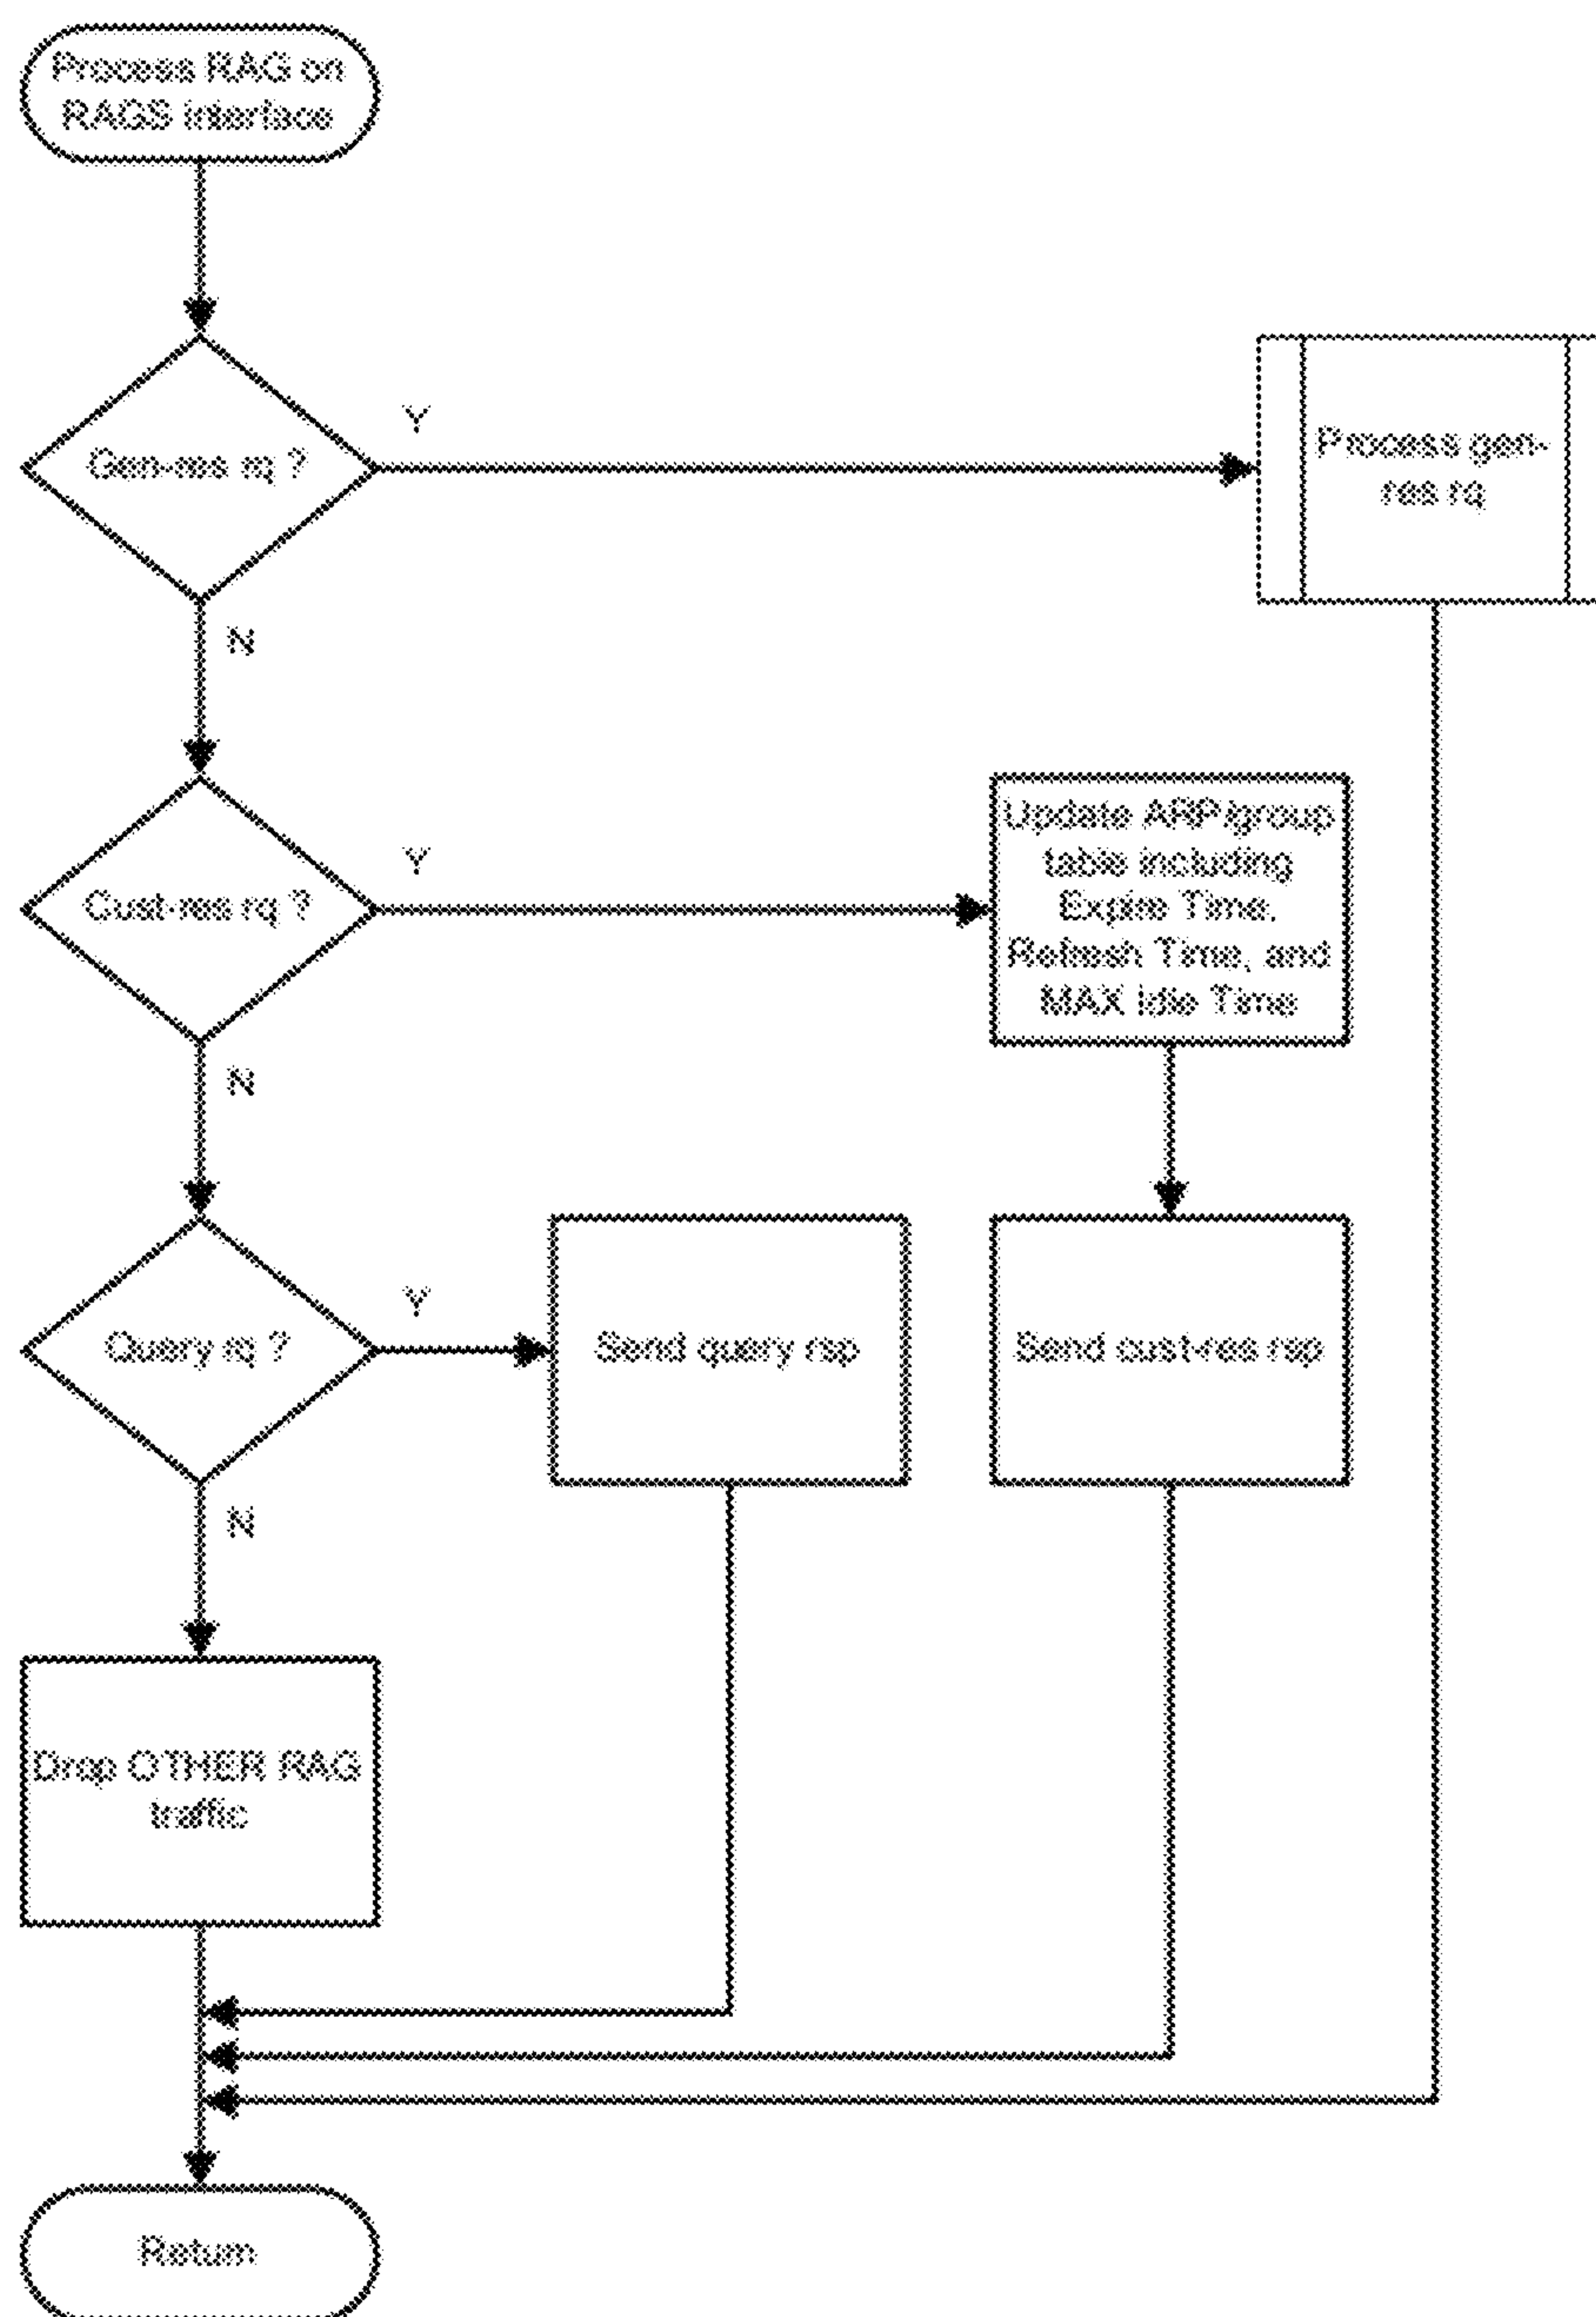 Process RAG on
RAGS interface
Y
Gen-res rq ?
Process gen-
res rq
N
Y
Cust-res rq ?
Update ARP/group
table including
Expire Time,
Refresh Time, and
MAX Idle Time
N
Y
Query rq ?
Send query rsp
Send cust-res rsp
N
Drop OTHER RAG
traffic
Return